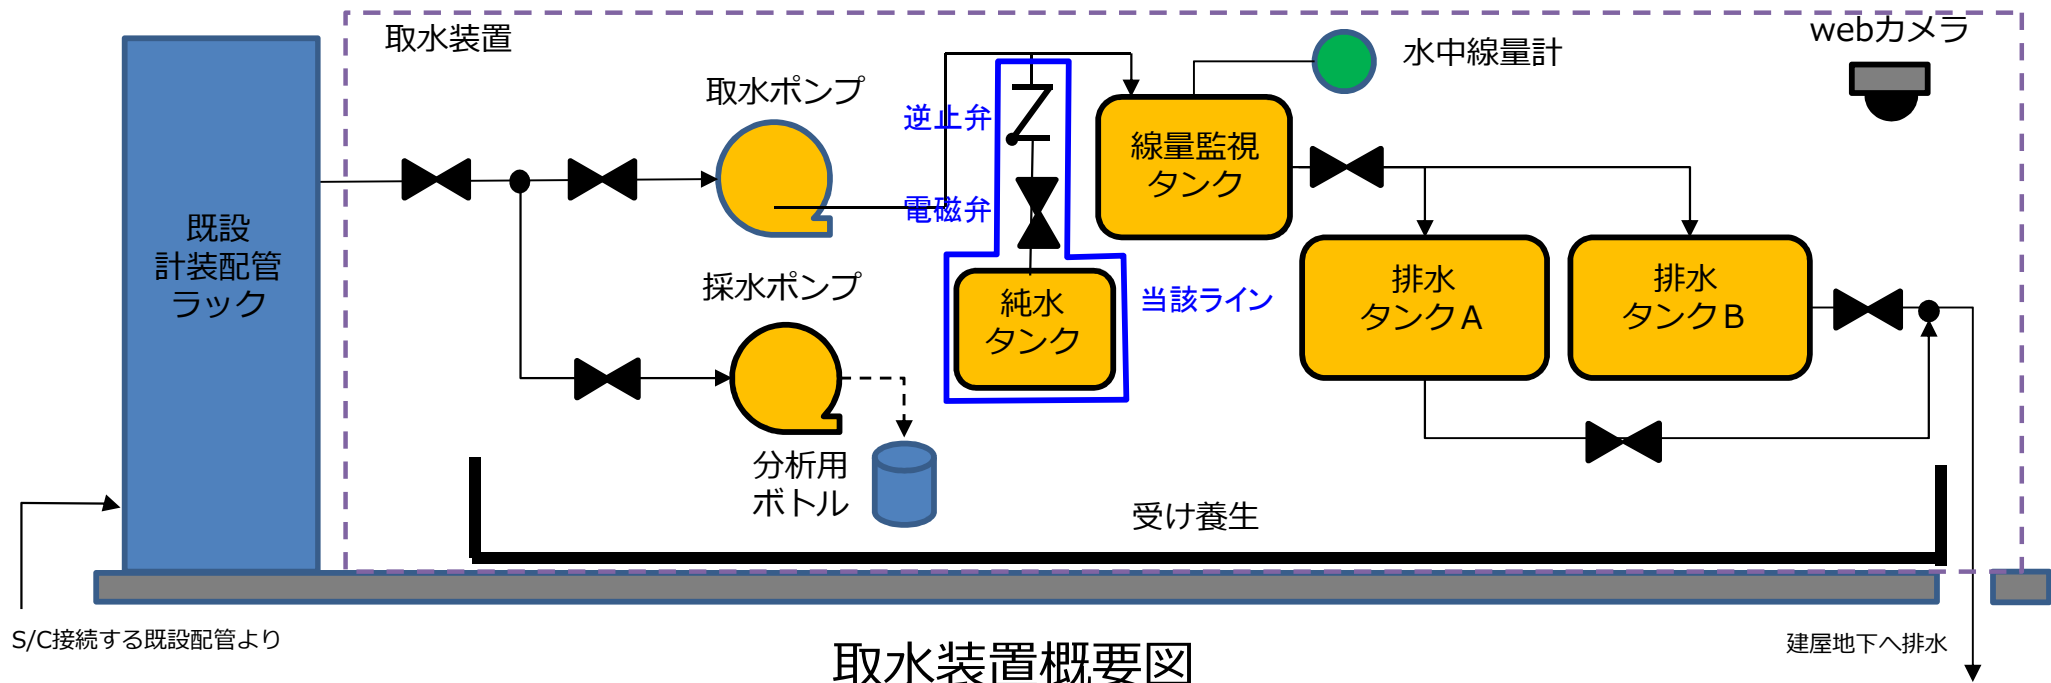 取水装置
webカメラ
水中線量計
取水ポンプ
逆止弁
線量監視
タンク
電磁弁
既設
計装配管
ラック
採水ポンプ
純水
タンク
当該ライン
排水
タンクA
排水
タンクB
分析用
ボトル
受け養生
S/C接続する既設配管より
建屋地下へ排水
取水装置概要図